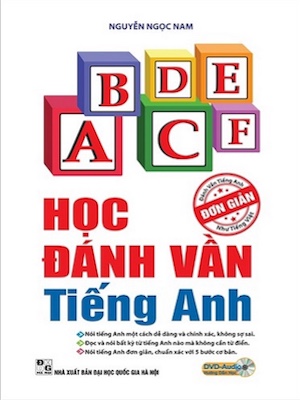 NGUYỄN NGỌC NAM
B D E
A C F
Đánh Vần Tiếng Anh
ĐƠN GIẢN
Như Tiếng Việt
HỌC
ĐÁNH VẦN
Tiếng Anh
Nói tiếng Anh một cách dễ dàng và chính xác, không sợ sai.
Đọc và nói bất kỳ từ tiếng Anh nào mà không cần từ điển.
Nói tiếng Anh đơn giản, chuẩn xác với 5 bước cơ bản.
NHÀ XUẤT BẢN ĐẠI HỌC QUỐC GIA HÀ NỘI
DVD-Audio